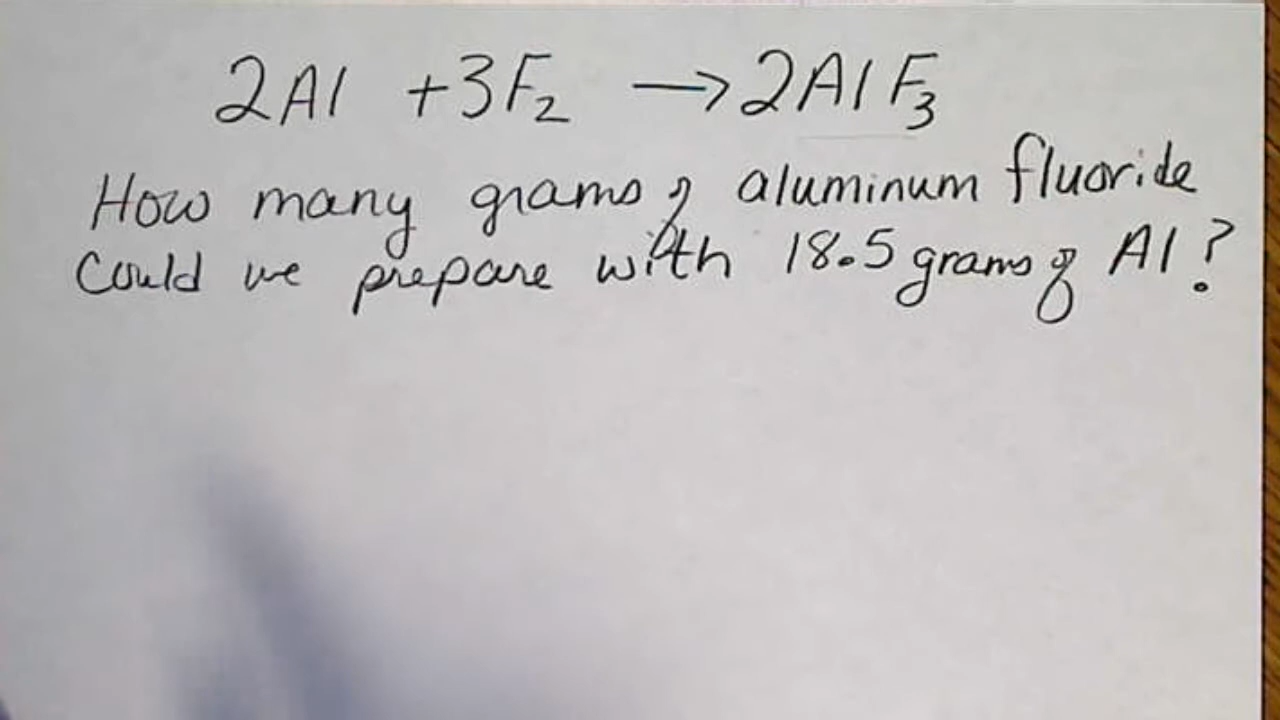 2Al + 3F₂ → 2AlF₃
How many grams of aluminum fluoride
Could we prepare with 18.5 grams of Al?